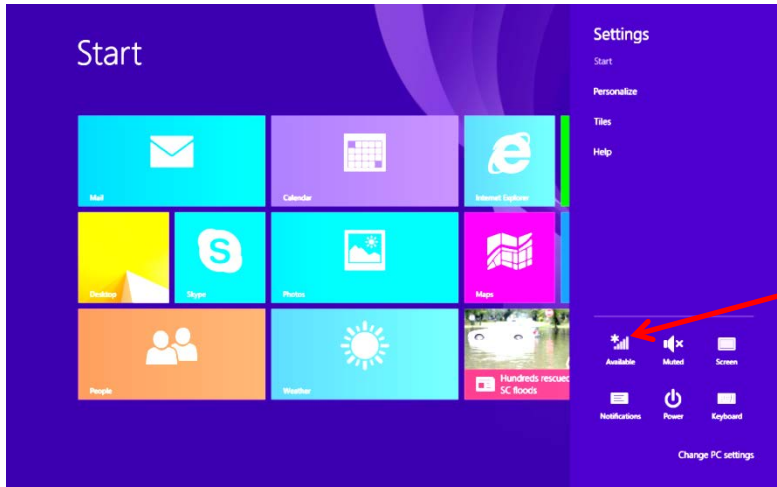 Start
Mail
Calendar
Internet Explorer
Desktop
Skype
Photos
Maps
People
Weather
Hundreds rescued
SC floods
Settings
Start
Personalize
Tiles
Help
Available
Muted
Screen
Notifications
Power
Keyboard
Change PC settings